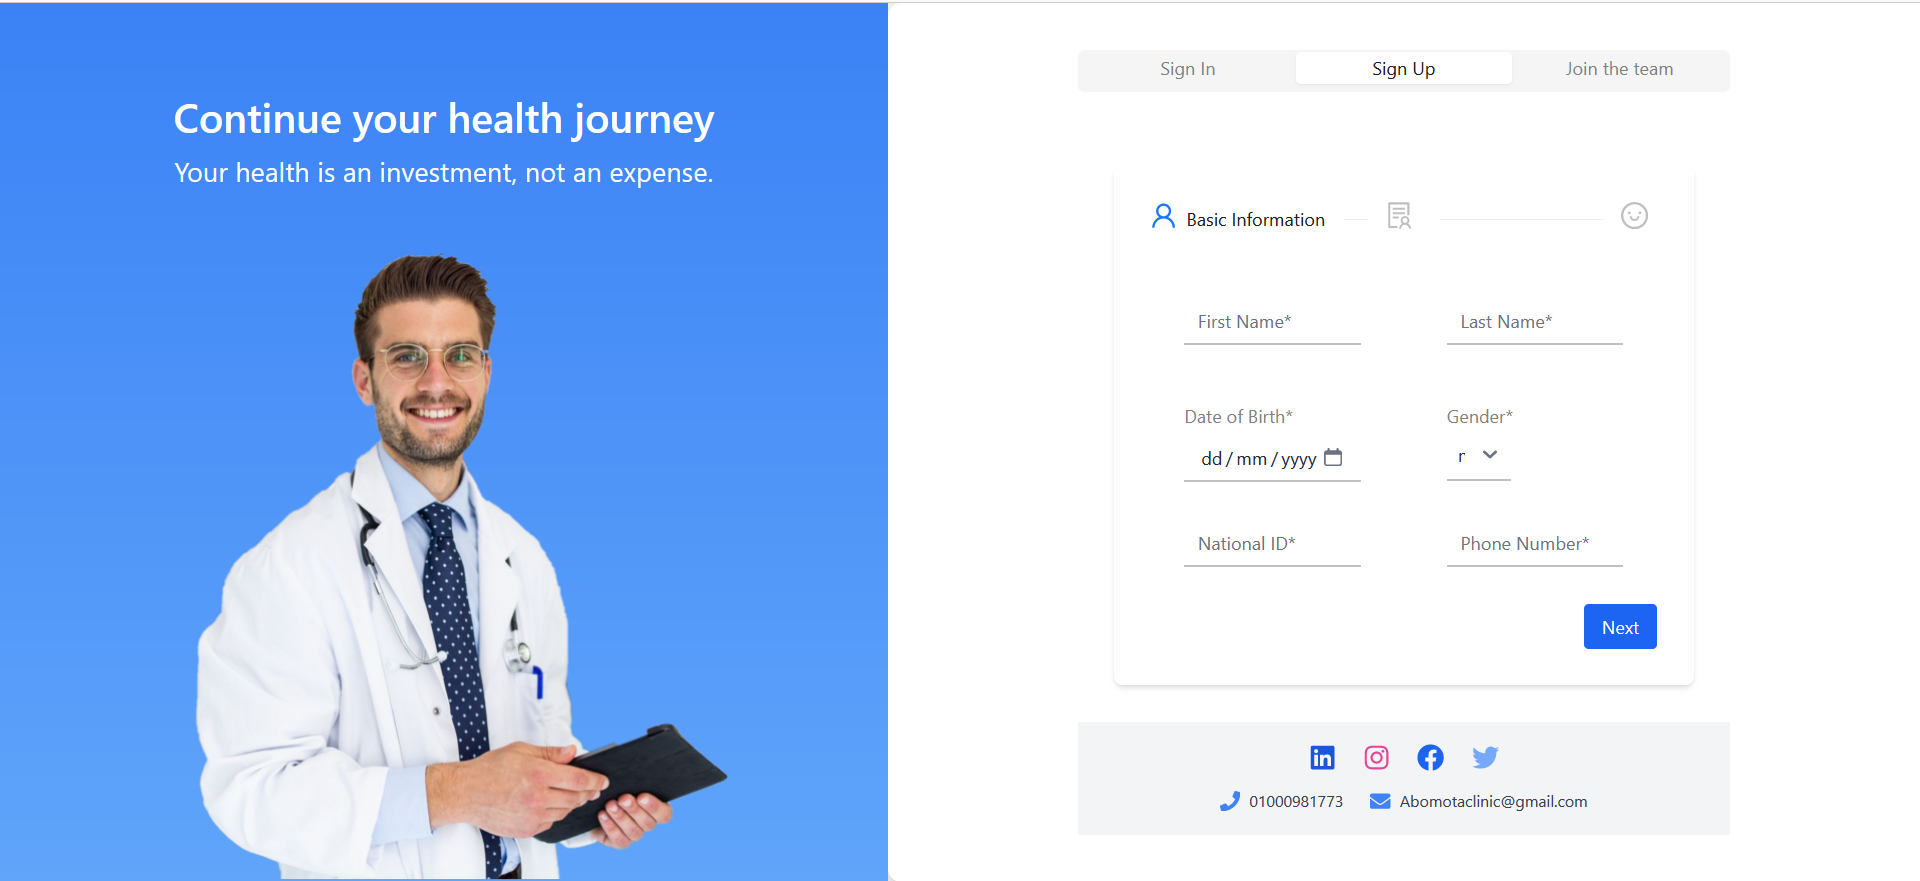 Continue your health journey
Your health is an investment, not an expense.
Sign In
Sign Up
Join the team
Basic Information
First Name*
Last Name*
Date of Birth*
Gender*
dd/mm/yyyy
National ID*
Phone Number*
Next
in
01000981773
Abomotaclinic@gmail.com